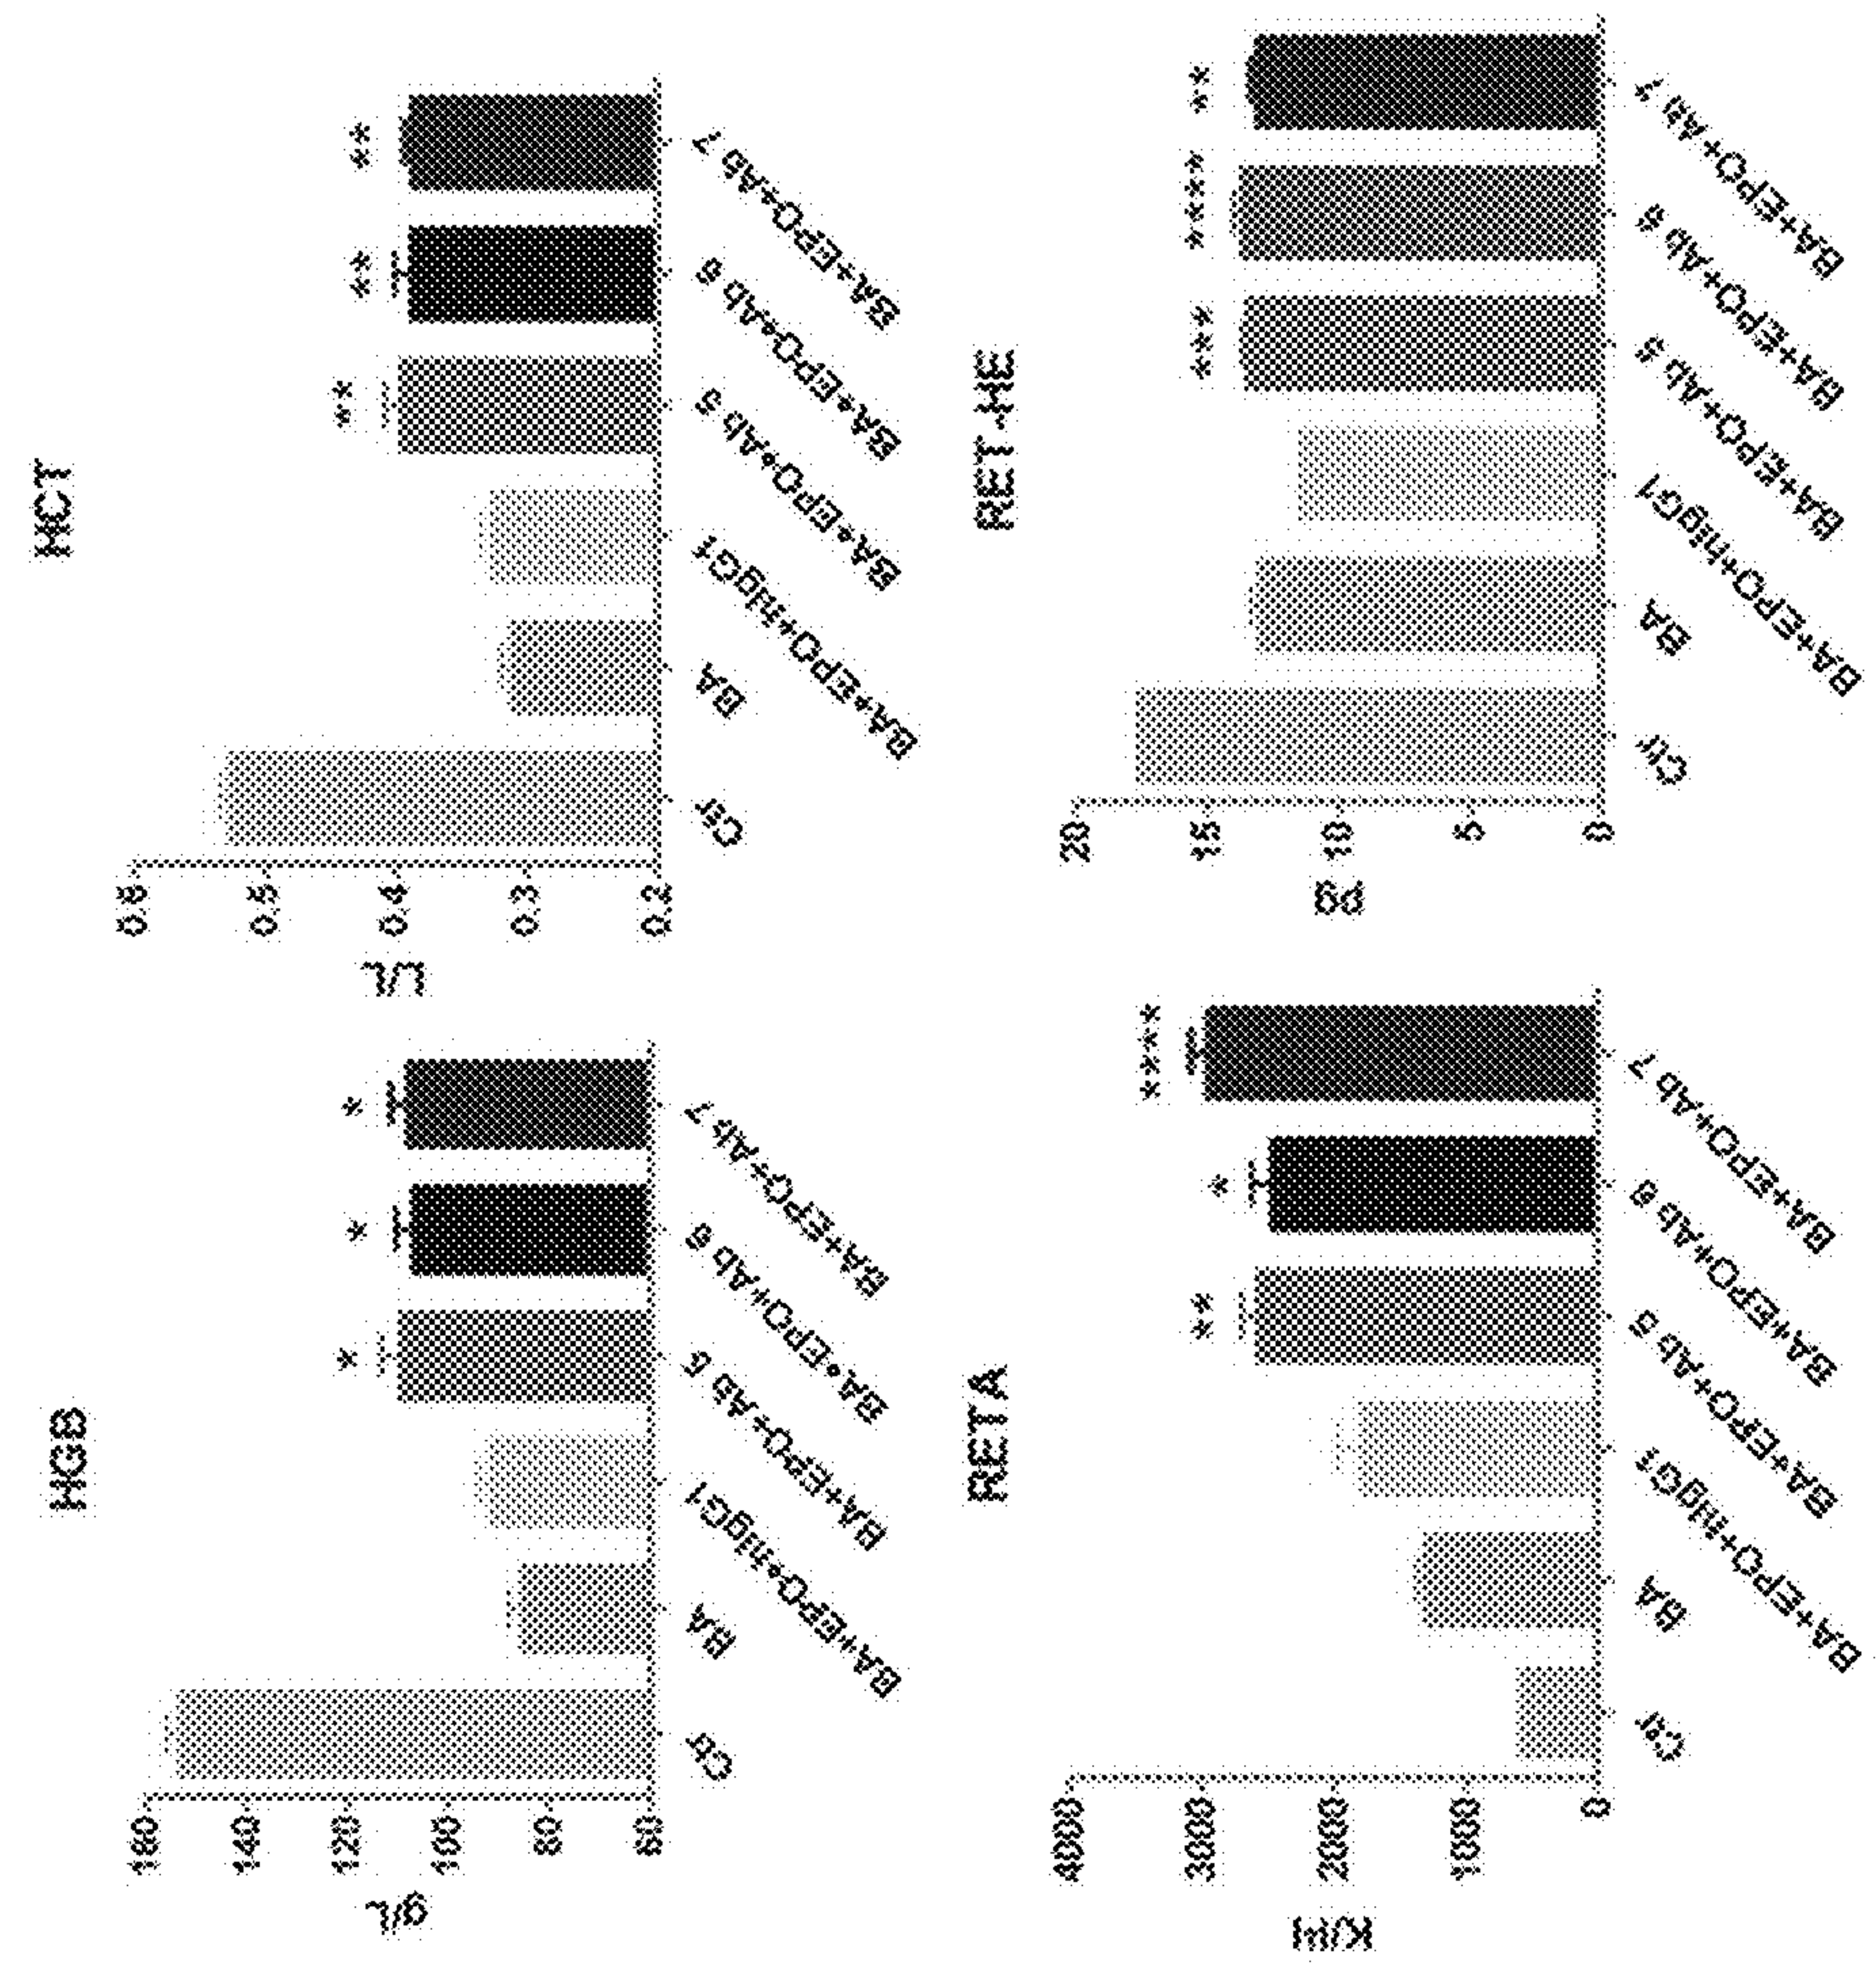 HGB
g/L
160
140
120
100
80
60
*
*
*
Ctr
BA
BA+EPO+hIgG1
BA+EPO+Ab 5
BA+EPO+Ab 6
BA+EPO+Ab 7
HCT
L/L
0.6
0.5
0.4
0.3
0.2
**
**
**
Ctr
BA
BA+EPO+hIgG1
BA+EPO+Ab 5
BA+EPO+Ab 6
BA+EPO+Ab 7
RETA
K/µl
4000
3000
2000
1000
0
**
*
****
Ctr
BA
BA+EPO+hIgG1
BA+EPO+Ab 5
BA+EPO+Ab 6
BA+EPO+Ab 7
RET-HE
pg
20
15
10
5
0
***
****
**
Ctr
BA
BA+EPO+hIgG1
BA+EPO+Ab 5
BA+EPO+Ab 6
BA+EPO+Ab 7